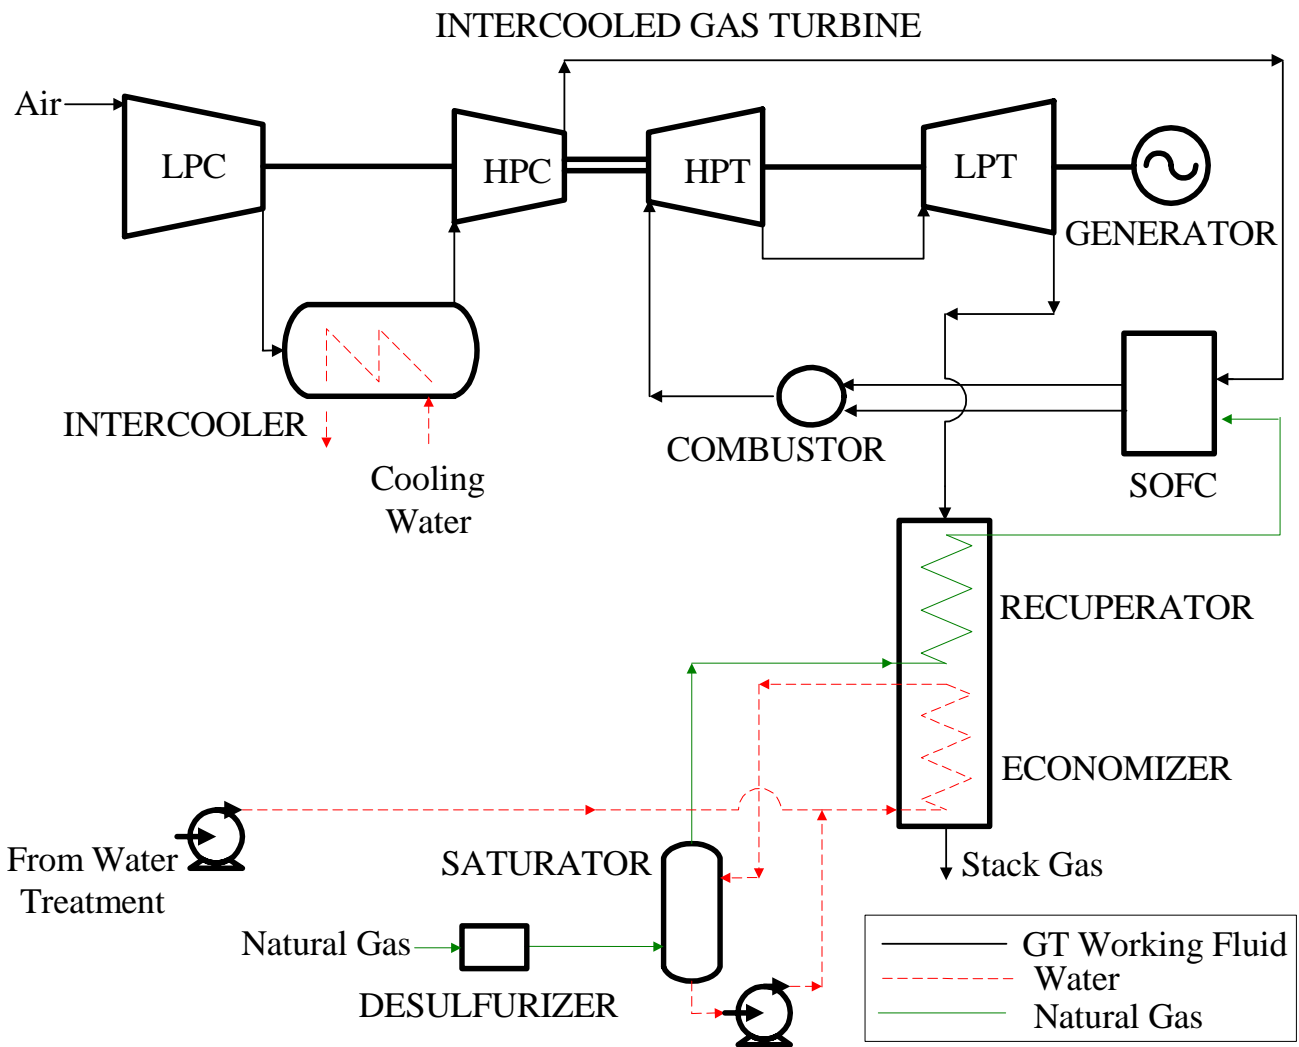 INTERCOOLED GAS TURBINE
Air
LPC
HPC
HPT
LPT
GENERATOR
INTERCOOLER
COMBUSTOR
SOFC
Cooling
Water
RECUPERATOR
ECONOMIZER
From Water
Treatment
SATURATOR
Stack Gas
Natural Gas
DESULFURIZER
GT Working Fluid
Water
Natural Gas